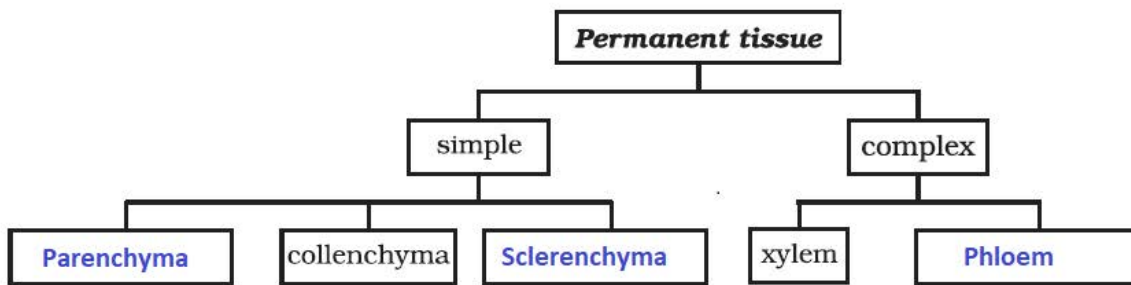 Permanent tissue
simple
complex
Parenchyma
collenchyma
Sclerenchyma
xylem
Phloem